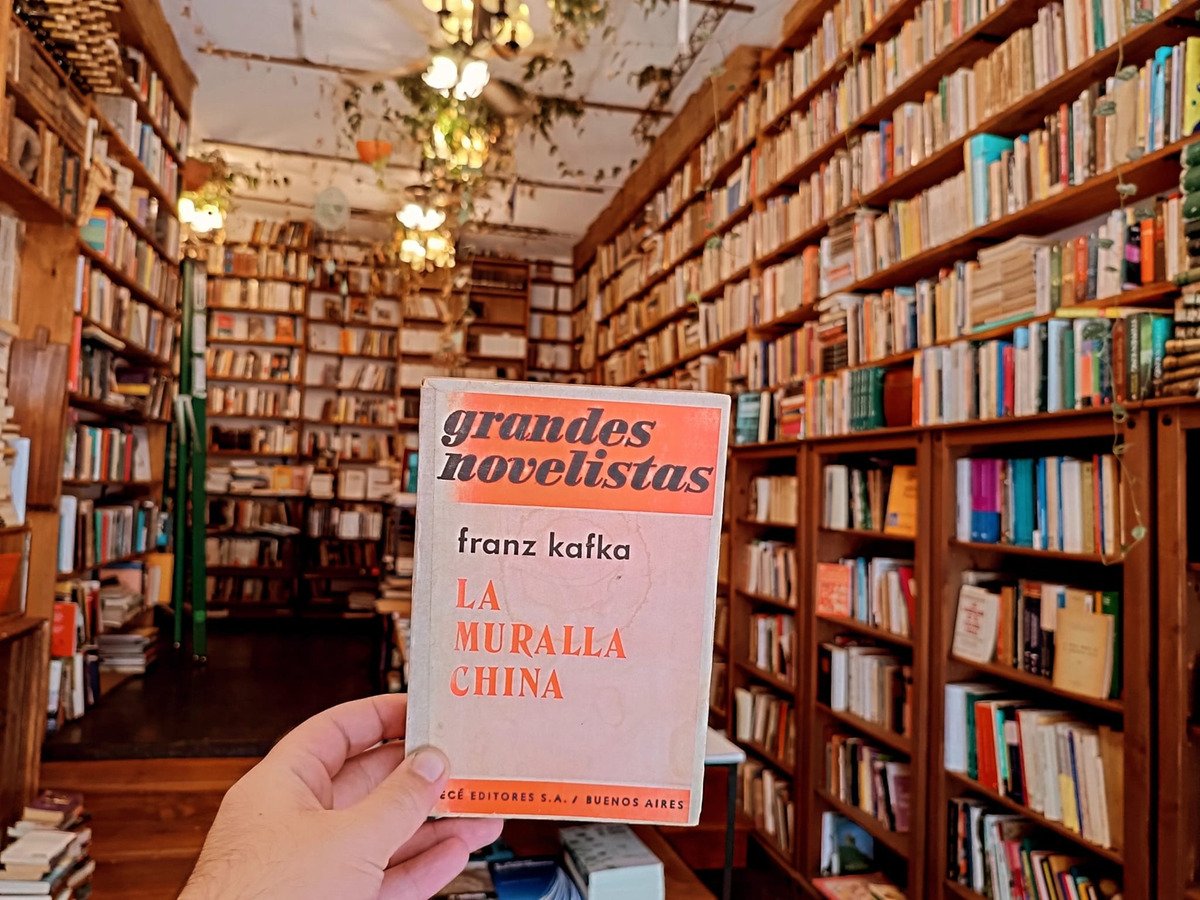 grandes
novelistas
franz kafka
LA
MURALLA
CHINA
ECÉ EDITORES S.A. / BUENOS AIRES